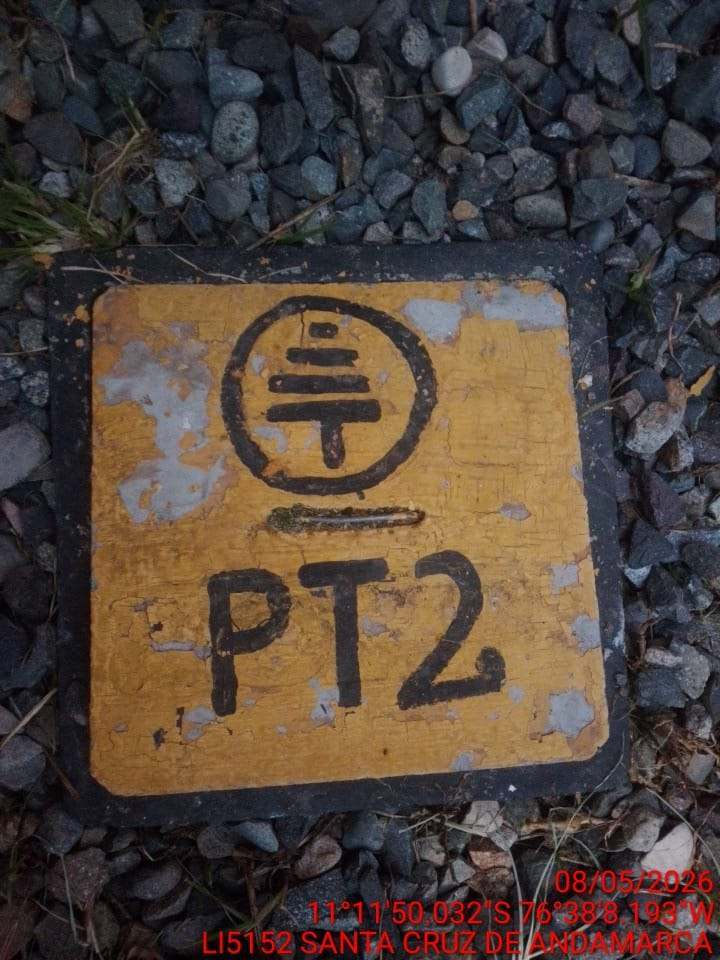 PT2
08/05/2026
11°11'50.032"S 76°38'8.193"W
LI5152 SANTA CRUZ DE ANDAMARCA